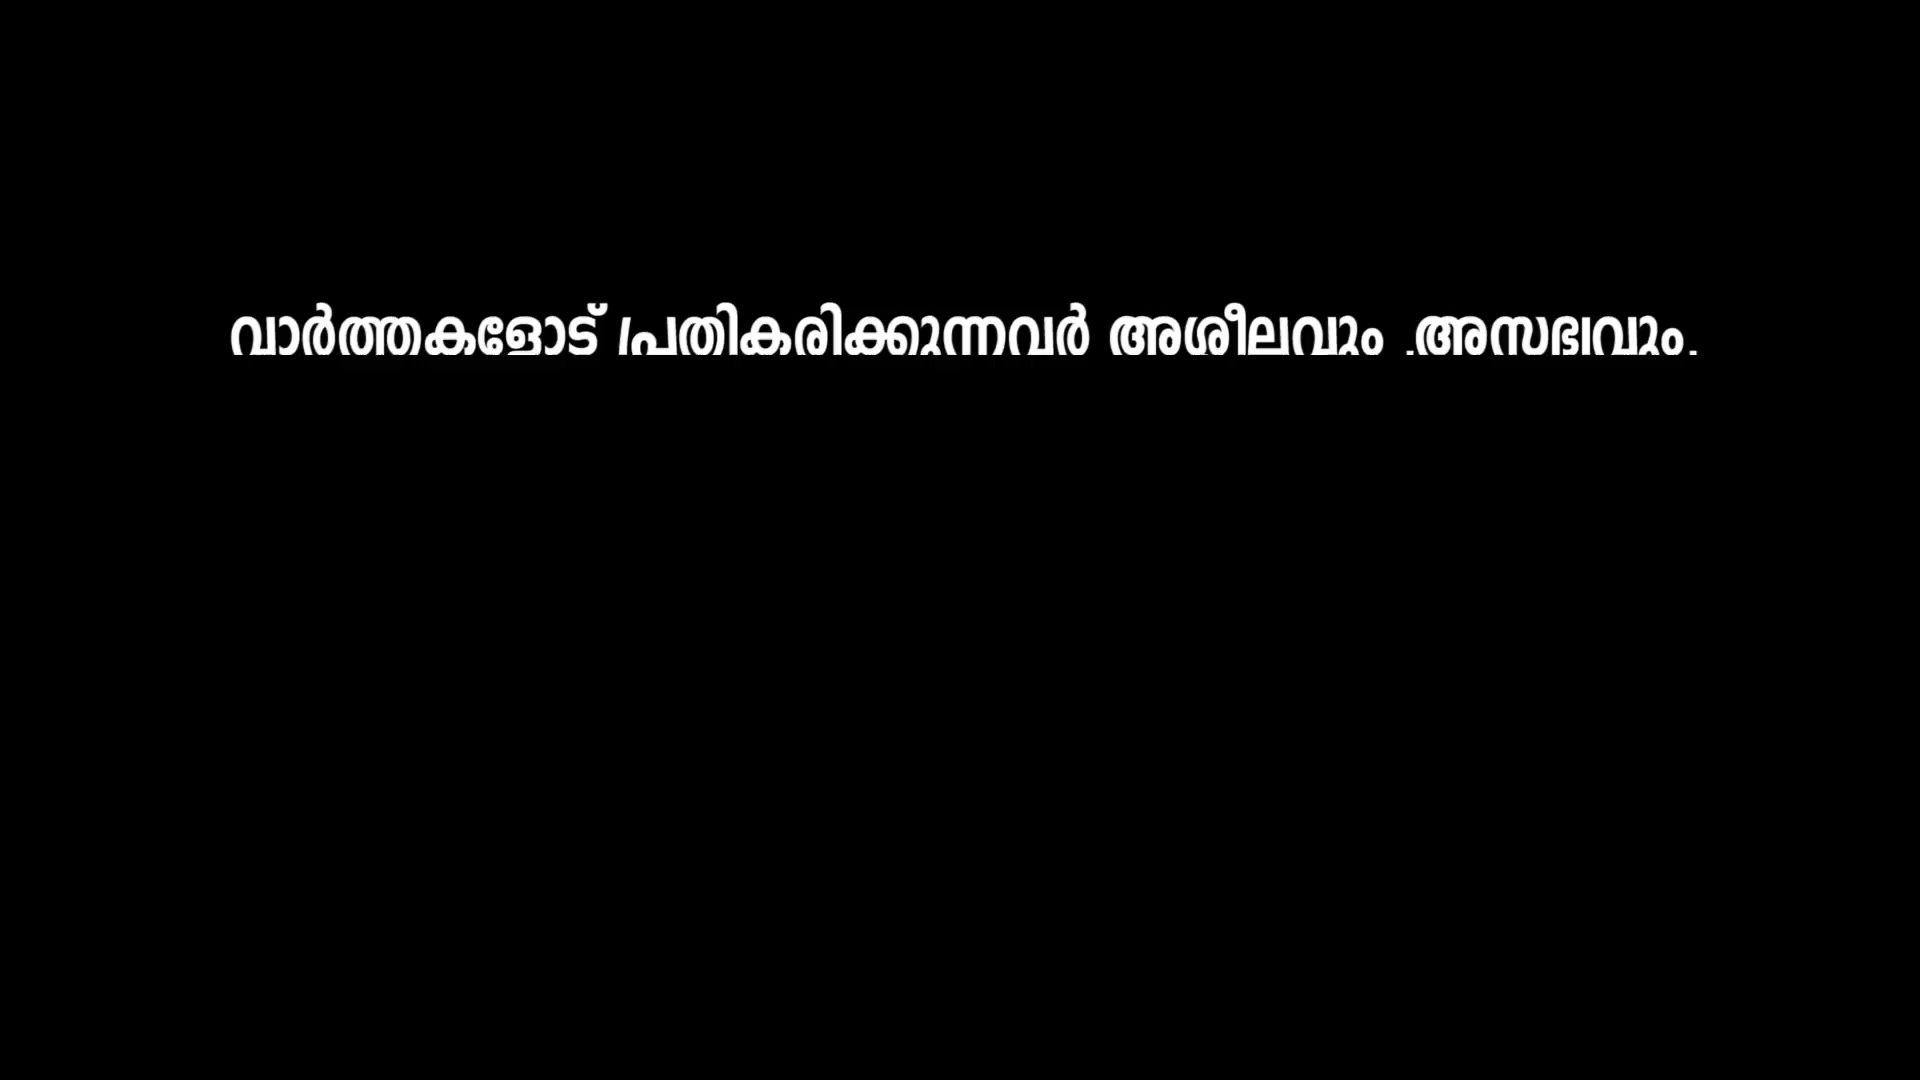 വാർത്തകളോട് പ്രതികരിക്കുന്നവർ അശ്ലീലവും ,അസഭ്യവും,